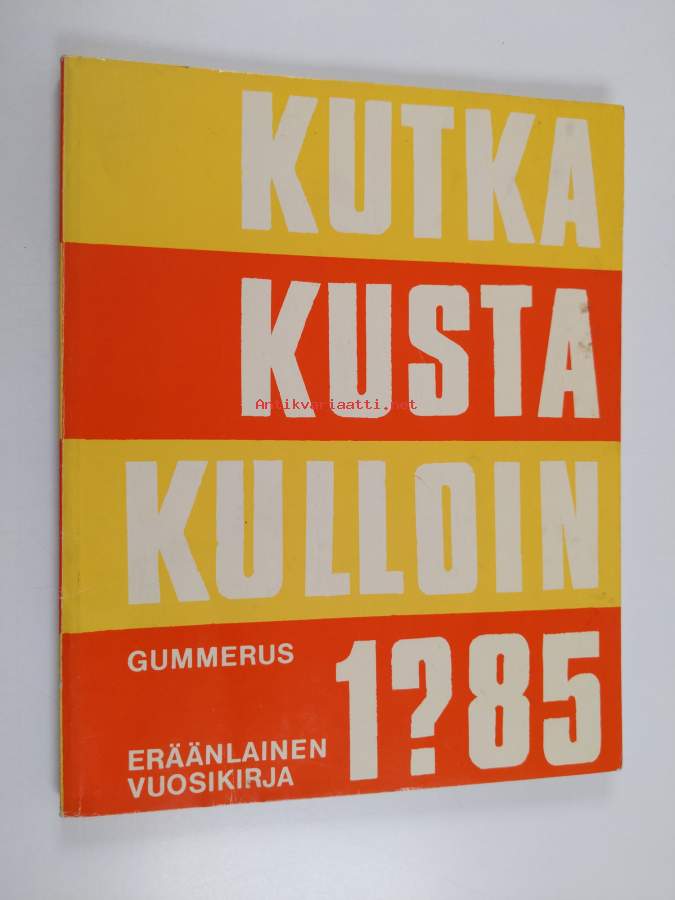 KUTKA
KUSTA
Antikvariaatti.net
KULLOIN
GUMMERUS
1?85
ERÄÄNLAINEN
VUOSIKIRJA